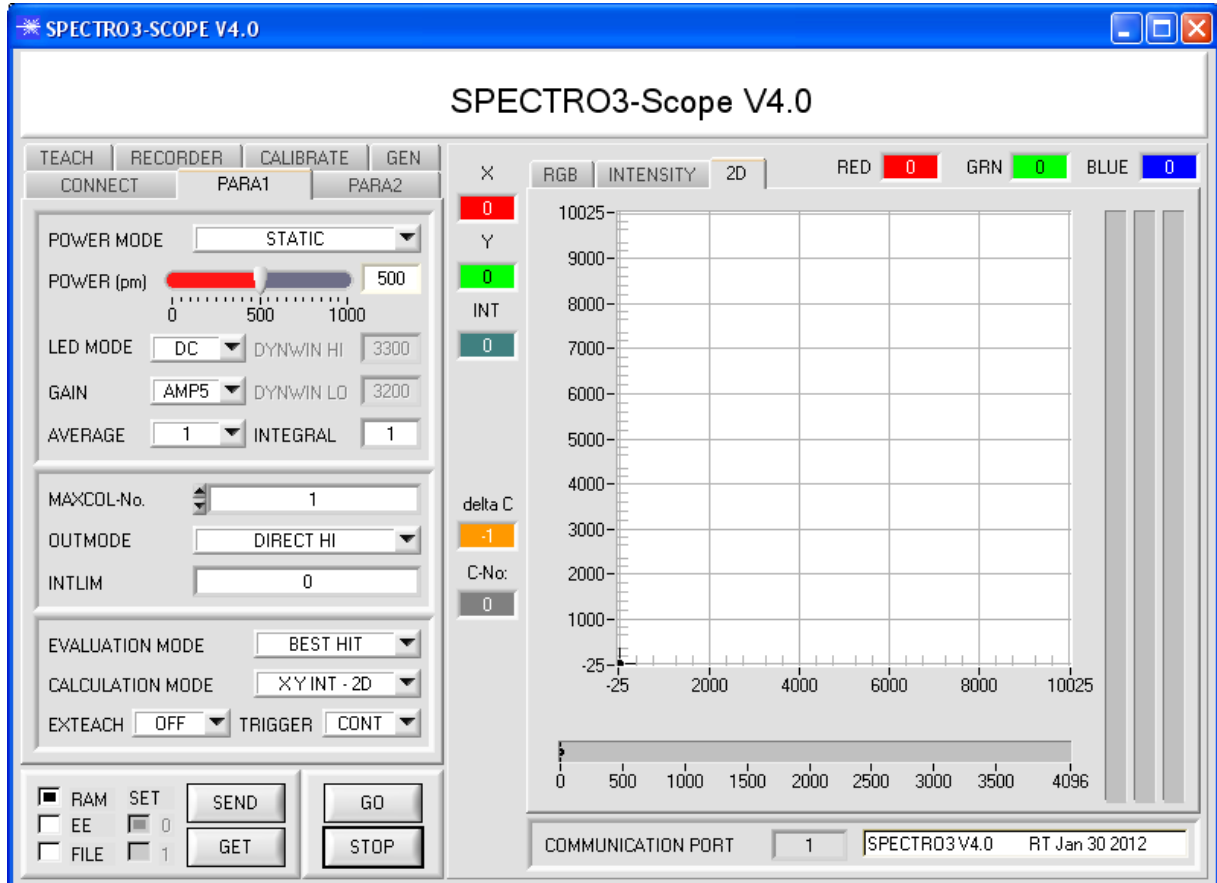 SPECTRO3-SCOPE V4.0
SPECTRO3-Scope V4.0
TEACH RECORDER CALIBRATE GEN
CONNECT PARA1 PARA2
POWER MODE STATIC
POWER (pm) 500
0 500 1000
LED MODE DC DYNWIN HI 3300
GAIN AMP5 DYNWIN LO 3200
AVERAGE 1 INTEGRAL 1
MAXCOL-No. 1
OUTMODE DIRECT HI
INTLIM 0
EVALUATION MODE BEST HIT
CALCULATION MODE X Y INT - 2D
EXTEACH OFF TRIGGER CONT
RAM SET
EE 0
FILE 1
SEND
GET
GO
STOP
X
0
Y
0
INT
0
delta C
-1
C-No:
0
RGB INTENSITY 2D
RED 0 GRN 0 BLUE 0
10025
9000
8000
7000
6000
5000
4000
3000
2000
1000
-25
-25 2000 4000 6000 8000 10025
0 500 1000 1500 2000 2500 3000 3500 4096
COMMUNICATION PORT 1 SPECTRO3 V4.0 RT Jan 30 2012